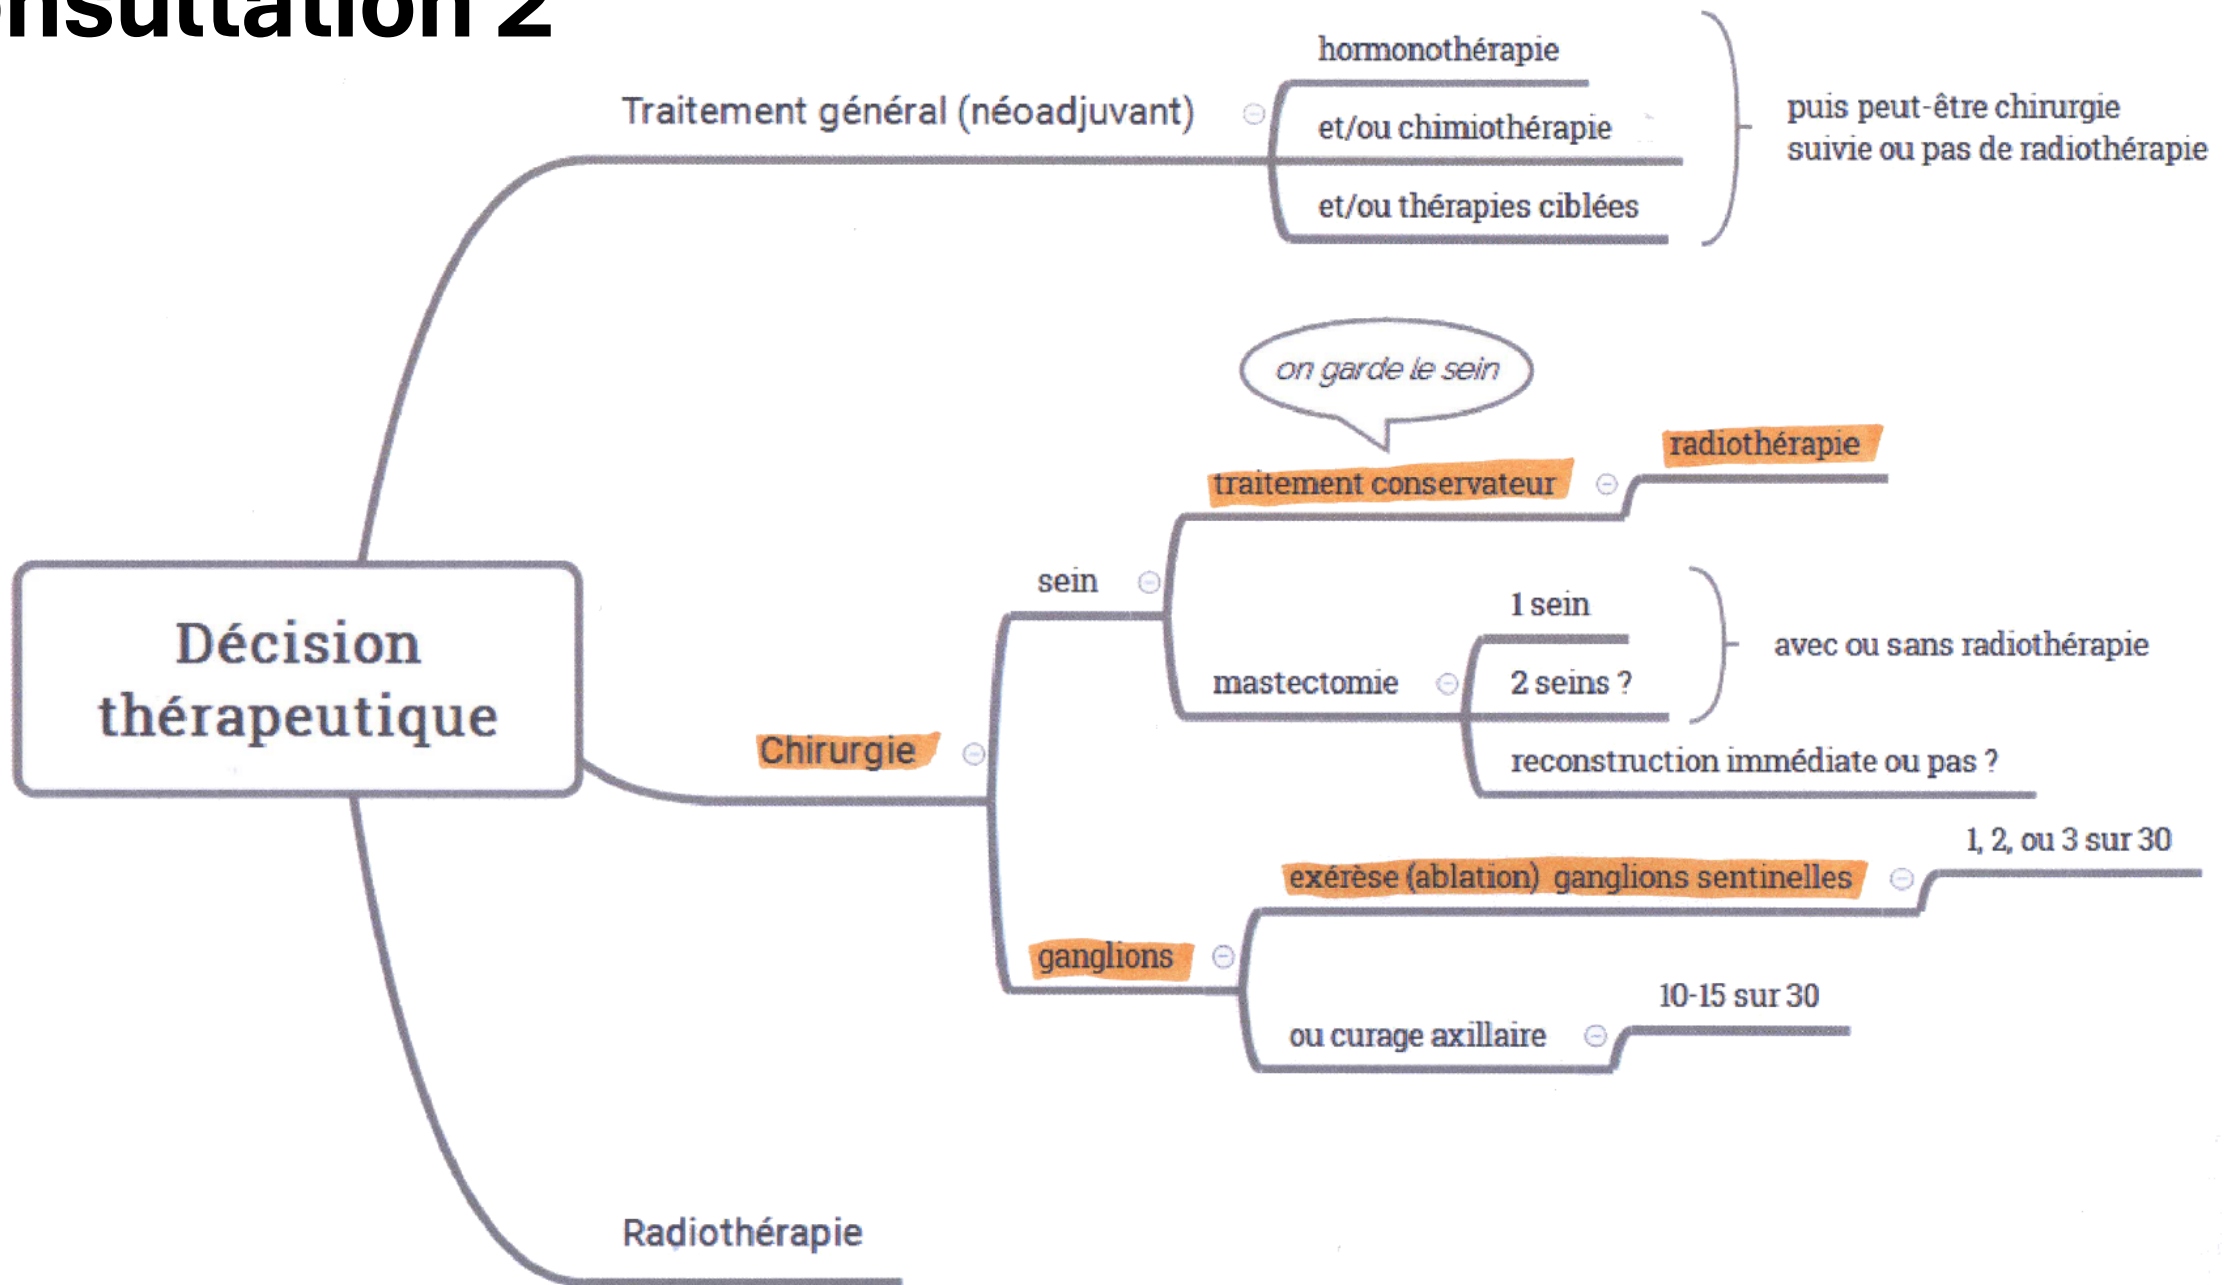 nsultation 2
hormonothérapie
Traitement général (néoadjuvant)
et/ou chimiothérapie
et/ou thérapies ciblées
puis peut-être chirurgie
suivie ou pas de radiothérapie
on garde le sein
radiothérapie
traitement conservateur
sein
1 sein
mastectomie
2 seins ?
avec ou sans radiothérapie
reconstruction immédiate ou pas ?
Décision
thérapeutique
Chirurgie
1, 2, ou 3 sur 30
exérèse (ablation) ganglions sentinelles
ganglions
10-15 sur 30
ou curage axillaire
Radiothérapie